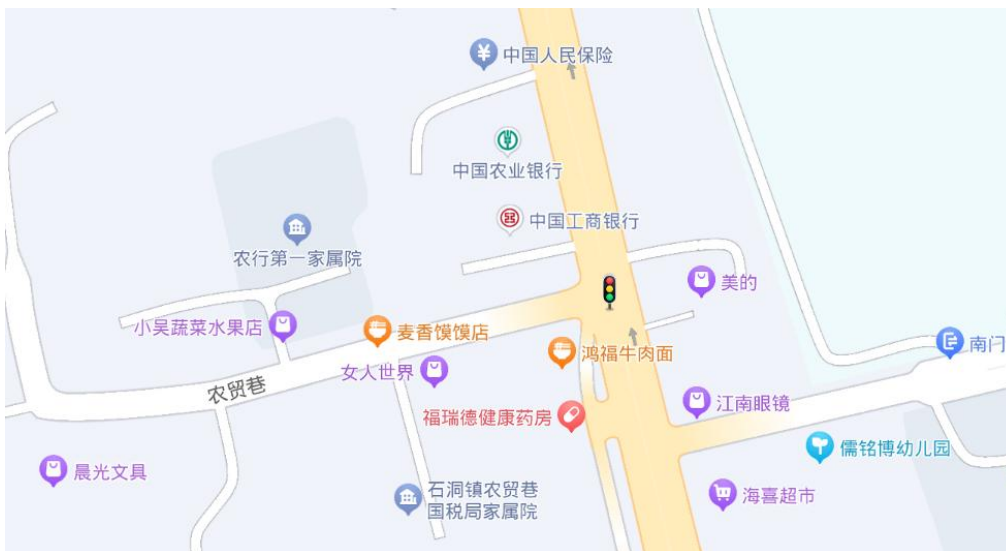 中国人民保险
中国农业银行
中国工商银行
农行第一家属院
美的
小吴蔬菜水果店
麦香馍馍店
南门
鸿福牛肉面
女人世界
农贸巷
江南眼镜
福瑞德健康药房
儒铭博幼儿园
晨光文具
石洞镇农贸巷
国税局家属院
海喜超市